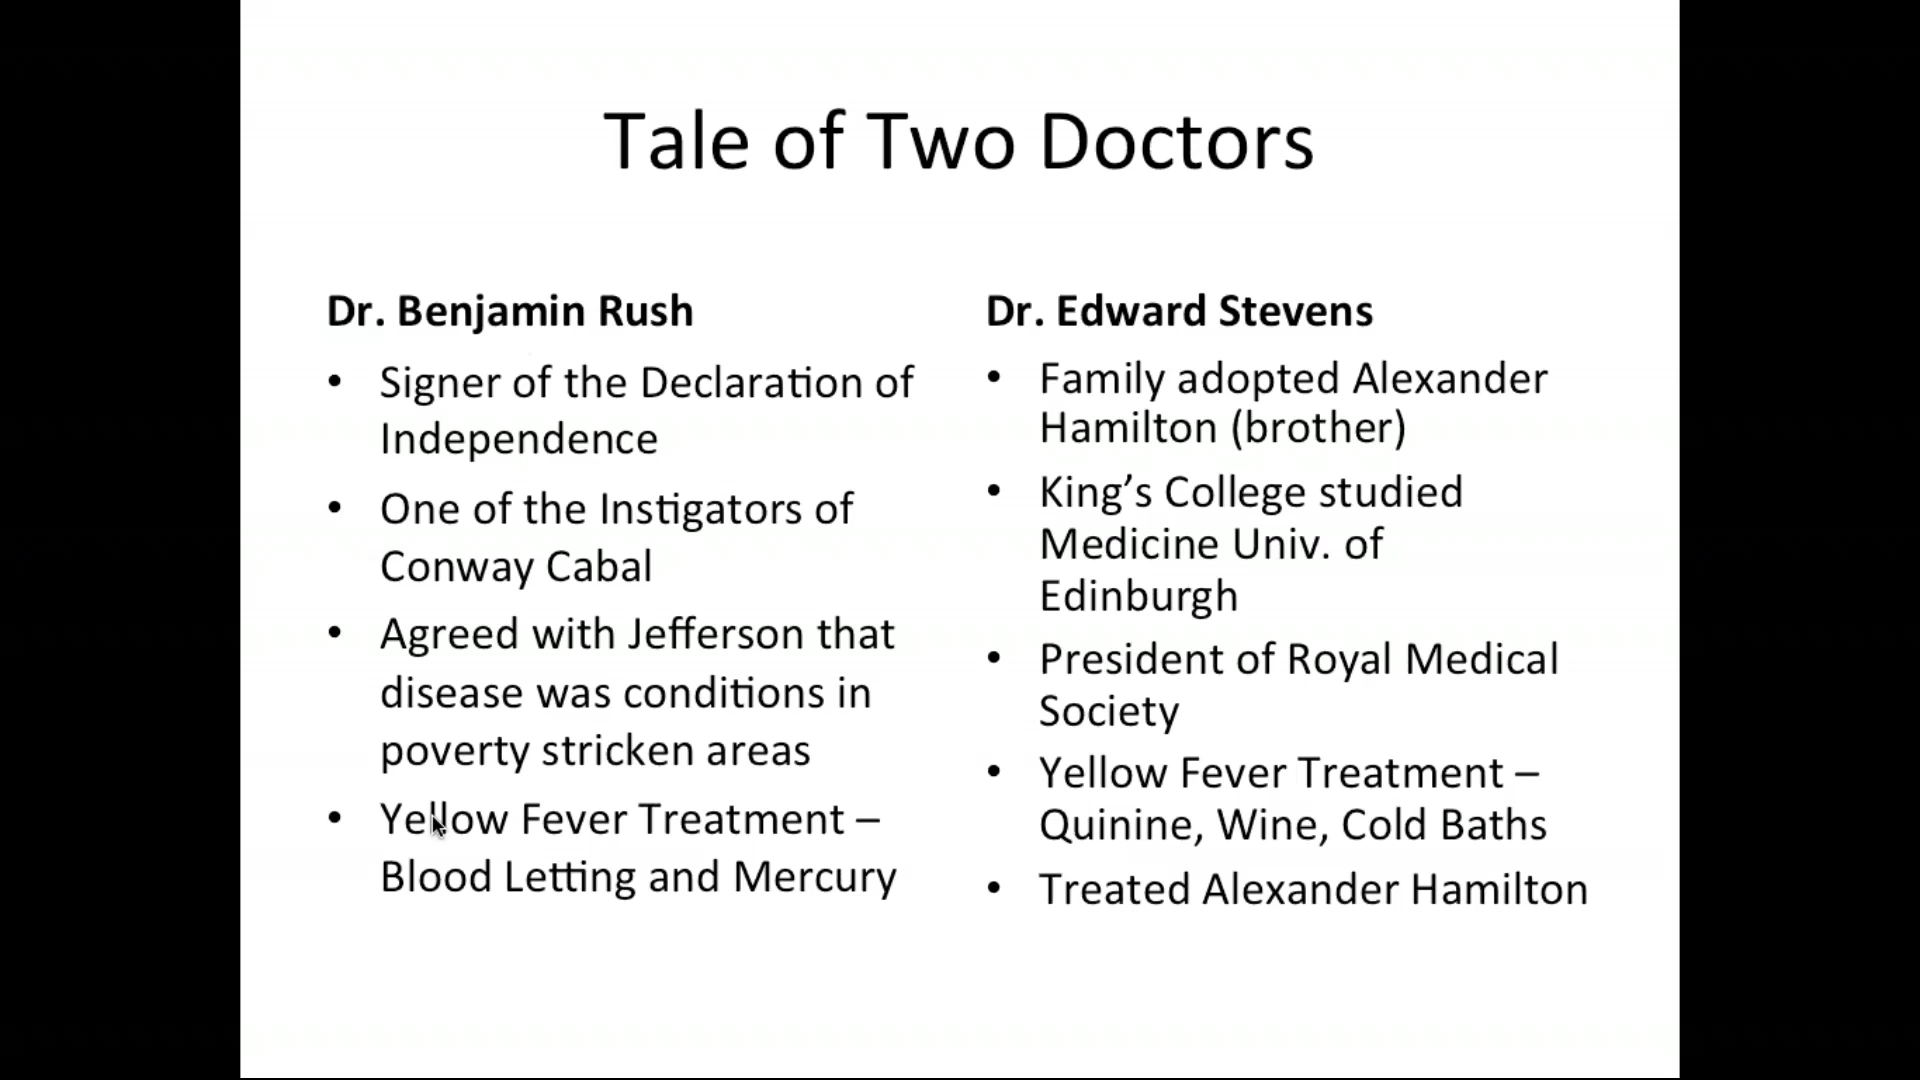 Tale of Two Doctors
Dr. Benjamin Rush
• Signer of the Declaration of
Independence
• One of the Instigators of
Conway Cabal
• Agreed with Jefferson that
disease was conditions in
poverty stricken areas
• Yellow Fever Treatment –
Blood Letting and Mercury
Dr. Edward Stevens
• Family adopted Alexander
Hamilton (brother)
• King’s College studied
Medicine Univ. of
Edinburgh
• President of Royal Medical
Society
• Yellow Fever Treatment –
Quinine, Wine, Cold Baths
• Treated Alexander Hamilton